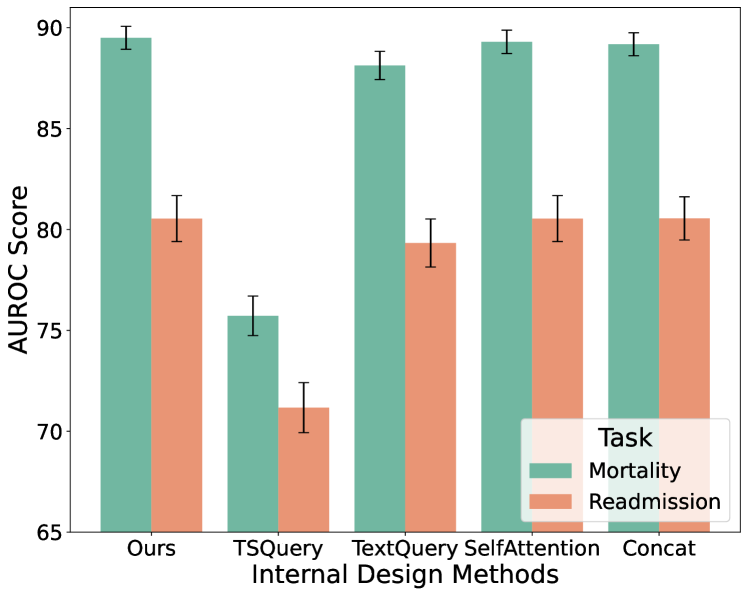 90
85
80
75
70
65
AUROC Score
Task
Mortality
Readmission
Ours TSQuery TextQuery SelfAttention Concat
Internal Design Methods